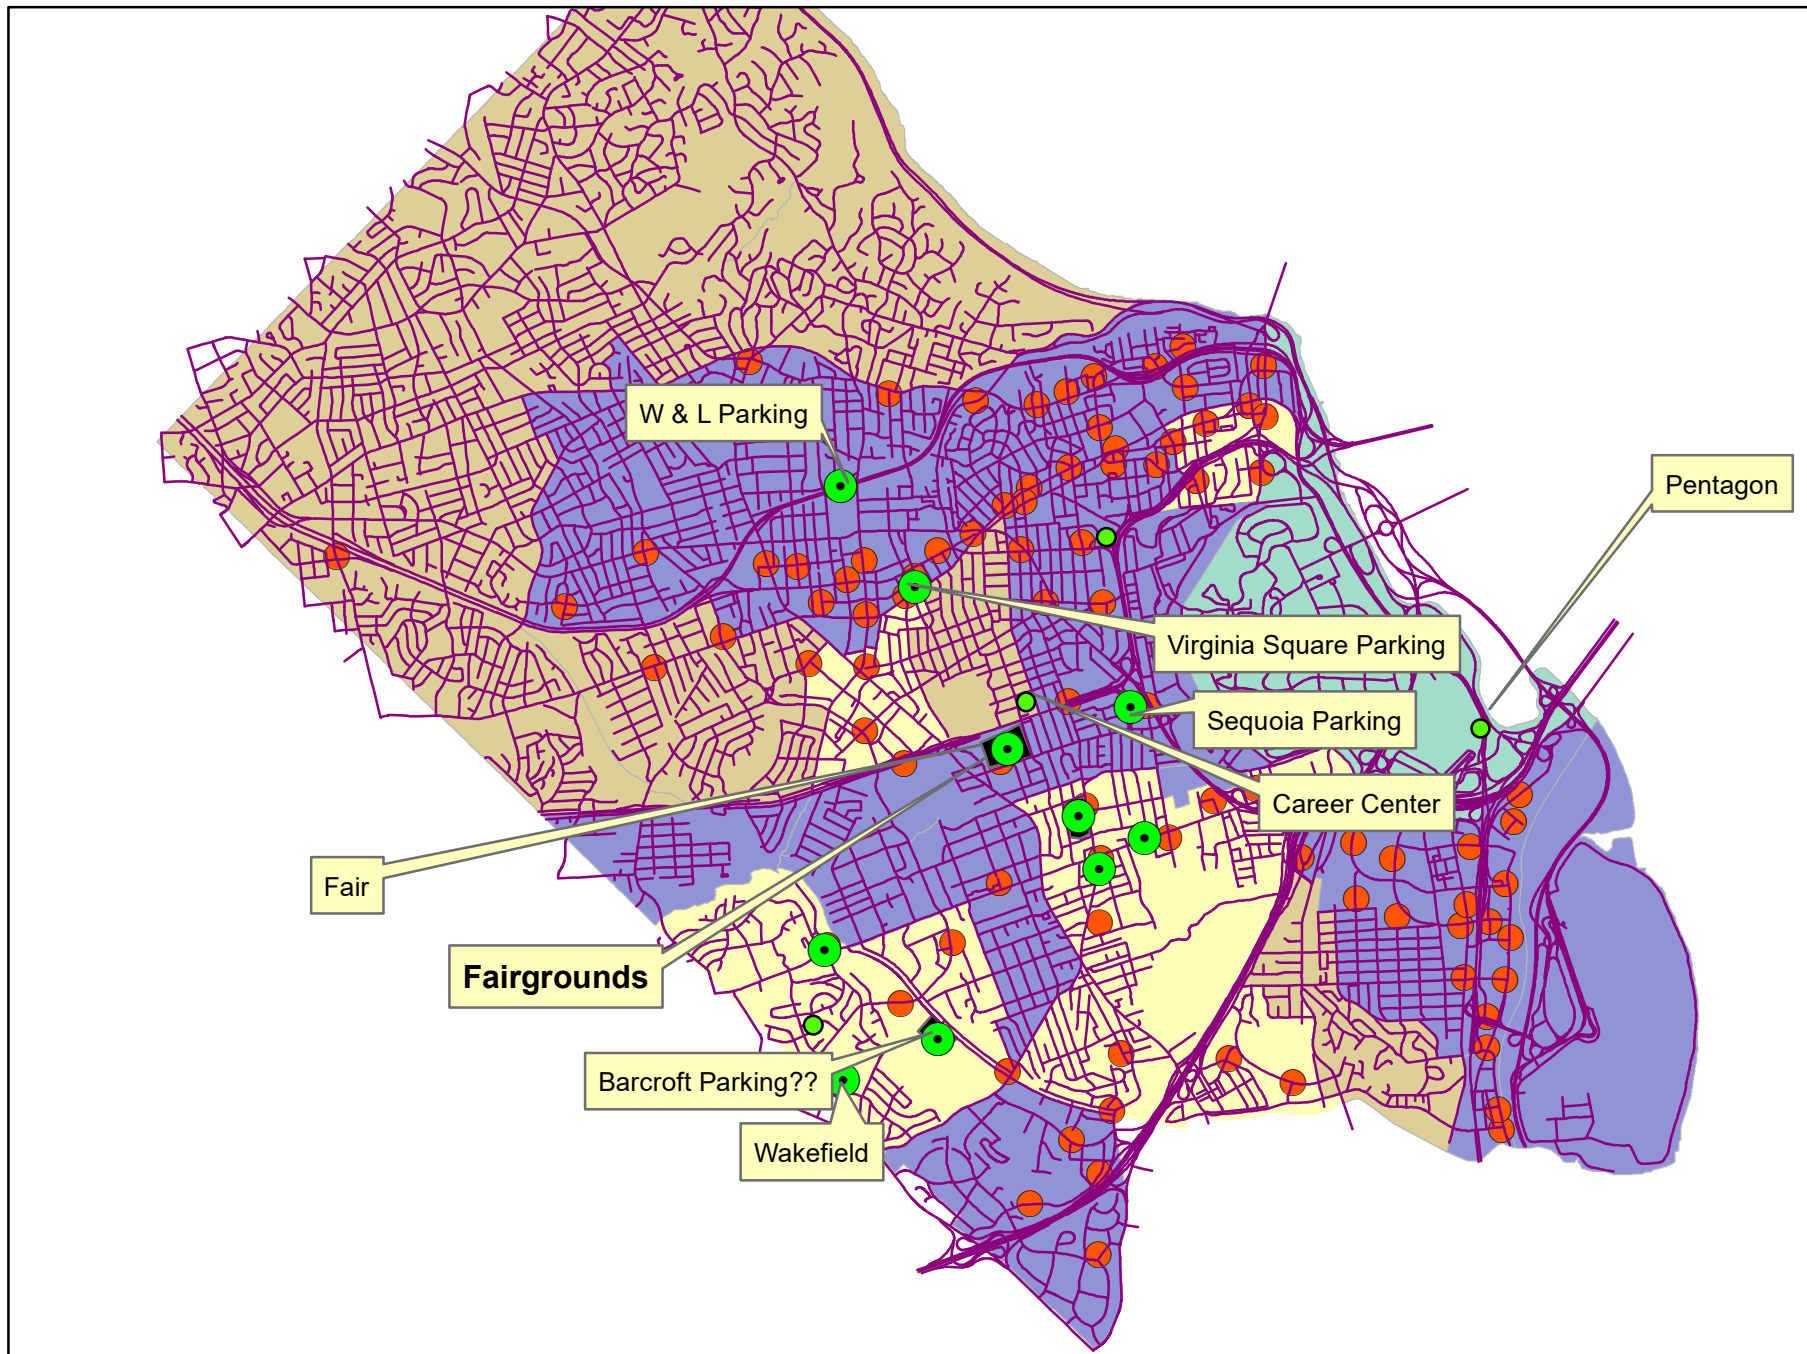 W & L Parking
Pentagon
Virginia Square Parking
Sequoia Parking
Career Center
Fair
Fairgrounds
Barcroft Parking??
Wakefield